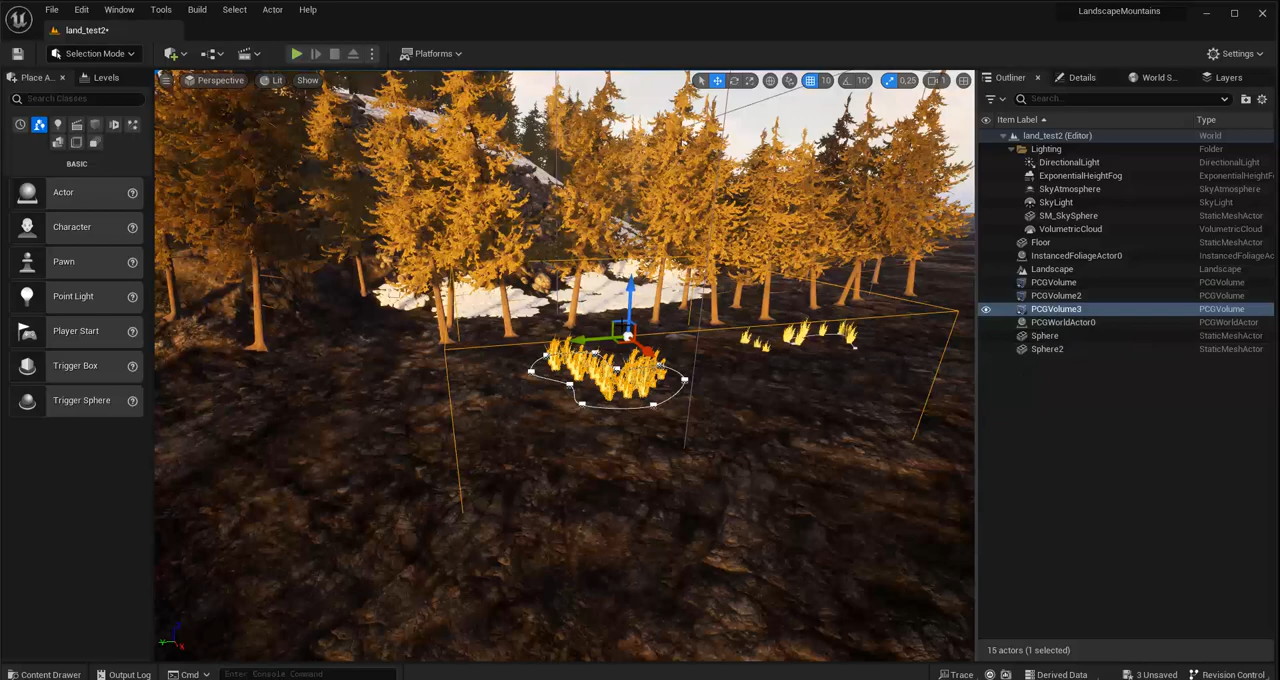 File Edit Window Tools Build Select Actor Help
LandscapeMountains
land_test2•
Selection Mode
Platforms
Settings
Place A...
Levels
Search Classes
BASIC
Actor
Character
Pawn
Point Light
Player Start
Trigger Box
Trigger Sphere
Perspective Lit Show
10 10° 0,25 1
Outliner Details World S... Layers
Search...
Item Label Type
land_test2 (Editor) World
Lighting Folder
DirectionalLight DirectionalLight
ExponentialHeightFog ExponentialHeightF
SkyAtmosphere SkyAtmosphere
SkyLight SkyLight
SM_SkySphere StaticMeshActor
VolumetricCloud VolumetricCloud
Floor StaticMeshActor
InstancedFoliageActor0 InstancedFoliageActor
Landscape Landscape
PCGVolume PCGVolume
PCGVolume2 PCGVolume
PCGVolume3 PCGVolume
PCGWorldActor0 PCGWorldActor
Sphere StaticMeshActor
Sphere2 StaticMeshActor
15 actors (1 selected)
Content Drawer Output Log Cmd Enter Console Command
Trace Derived Data 3 Unsaved Revision Control